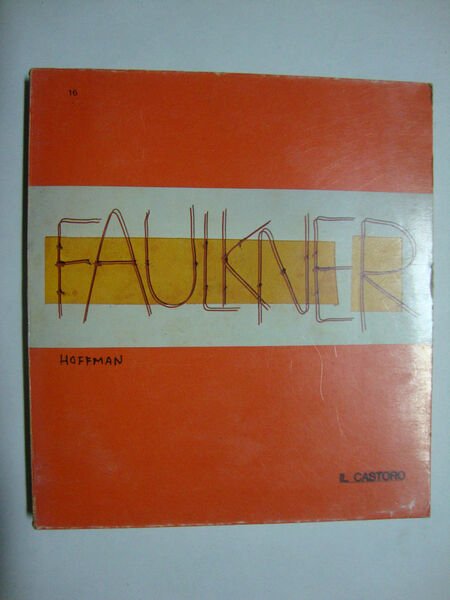 16
FAULKNER
HOFFMAN
IL CASTORO